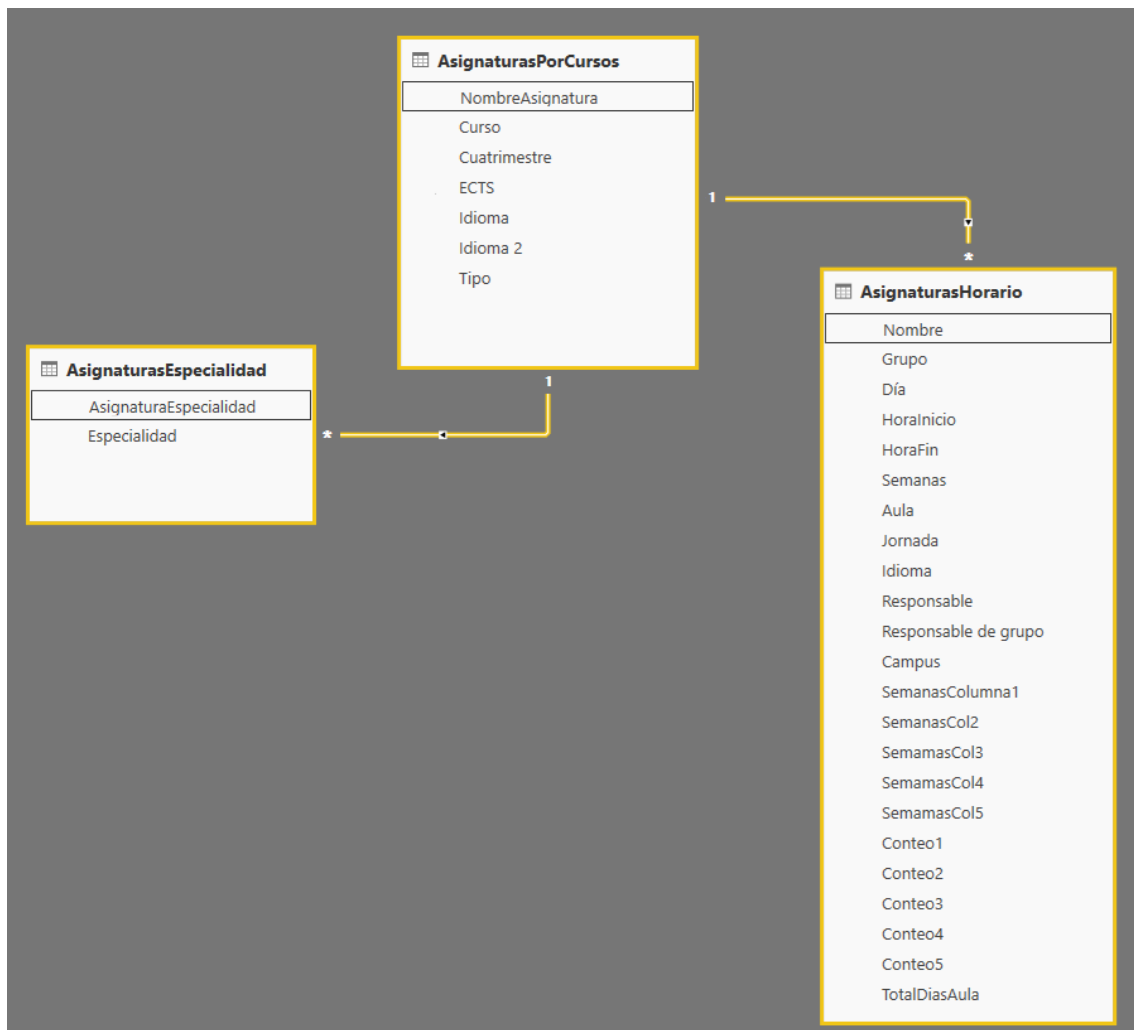 AsignaturasPorCursos
NombreAsignatura
Curso
Cuatrimestre
ECTS
Idioma
Idioma 2
Tipo
1
*
1
*
AsignaturasEspecialidad
AsignaturaEspecialidad
Especialidad
AsignaturasHorario
Nombre
Grupo
Día
HoraInicio
HoraFin
Semanas
Aula
Jornada
Idioma
Responsable
Responsable de grupo
Campus
SemanasColumna1
SemanasCol2
SemamasCol3
SemamasCol4
SemamasCol5
Conteo1
Conteo2
Conteo3
Conteo4
Conteo5
TotalDiasAula